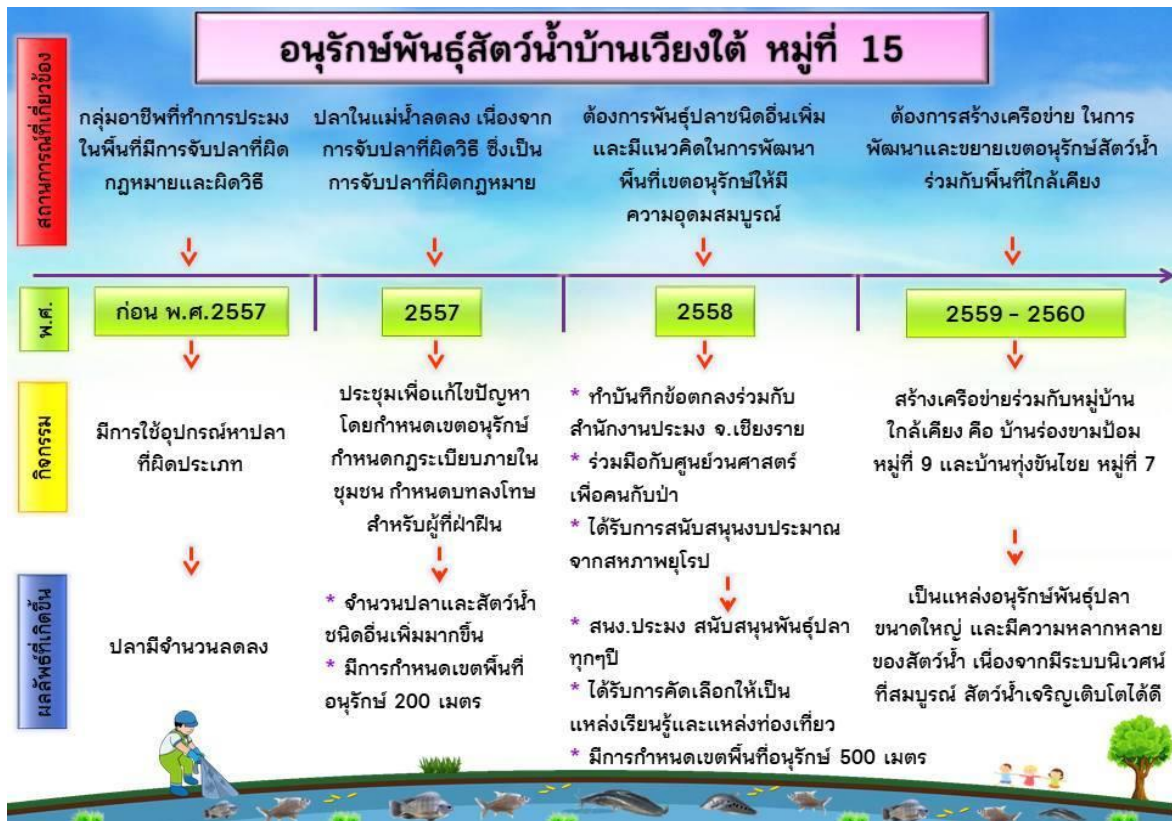 อนุรักษ์พันธุ์สัตว์น้ำบ้านเวียงใต้ หมู่ที่ 15
สถานการณ์ที่เกี่ยวข้อง
กลุ่มอาชีพที่ทำการประมง
ในพื้นที่มีการจับปลาที่ผิด
กฎหมายและผิดวิธี
ปลาในแม่น้ำลดลง เนื่องจาก
การจับปลาที่ผิดวิธี ซึ่งเป็น
การจับปลาที่ผิดกฎหมาย
ต้องการพันธุ์ปลาชนิดอื่นเพิ่ม
และมีแนวคิดในการพัฒนา
พื้นที่เขตอนุรักษ์ให้มี
ความอุดมสมบูรณ์
ต้องการสร้างเครือข่าย ในการ
พัฒนาและขยายเขตอนุรักษ์สัตว์น้ำ
ร่วมกับพื้นที่ใกล้เคียง
พ.ศ.
ก่อน พ.ศ.2557
2557
2558
2559 - 2560
กิจกรรม
มีการใช้อุปกรณ์หาปลา
ที่ผิดประเภท
ประชุมเพื่อแก้ไขปัญหา
โดยกำหนดเขตอนุรักษ์
กำหนดกฎระเบียบภายใน
ชุมชน กำหนดบทลงโทษ
สำหรับผู้ที่ฝ่าฝืน
* ทำบันทึกข้อตกลงร่วมกับ
สำนักงานประมง จ.เชียงราย
* ร่วมมือกับศูนย์วนศาสตร์
เพื่อคนกับป่า
* ได้รับการสนับสนุนงบประมาณ
จากสหภาพยุโรป
สร้างเครือข่ายร่วมกับหมู่บ้าน
ใกล้เคียง คือ บ้านร่องขามป้อม
หมู่ที่ 9 และบ้านทุ่งขันไชย หมู่ที่ 7
ผลลัพธ์ที่เกิดขึ้น
ปลามีจำนวนลดลง
* จำนวนปลาและสัตว์น้ำ
ชนิดอื่นเพิ่มมากขึ้น
* มีการกำหนดเขตพื้นที่
อนุรักษ์ 200 เมตร
* สนง.ประมง สนับสนุนพันธุ์ปลา
ทุกๆปี
* ได้รับการคัดเลือกให้เป็น
แหล่งเรียนรู้และแหล่งท่องเที่ยว
* มีการกำหนดเขตพื้นที่อนุรักษ์ 500 เมตร
เป็นแหล่งอนุรักษ์พันธุ์ปลา
ขนาดใหญ่ และมีความหลากหลาย
ของสัตว์น้ำ เนื่องจากมีระบบนิเวศน์
ที่สมบูรณ์ สัตว์น้ำเจริญเติบโตได้ดี